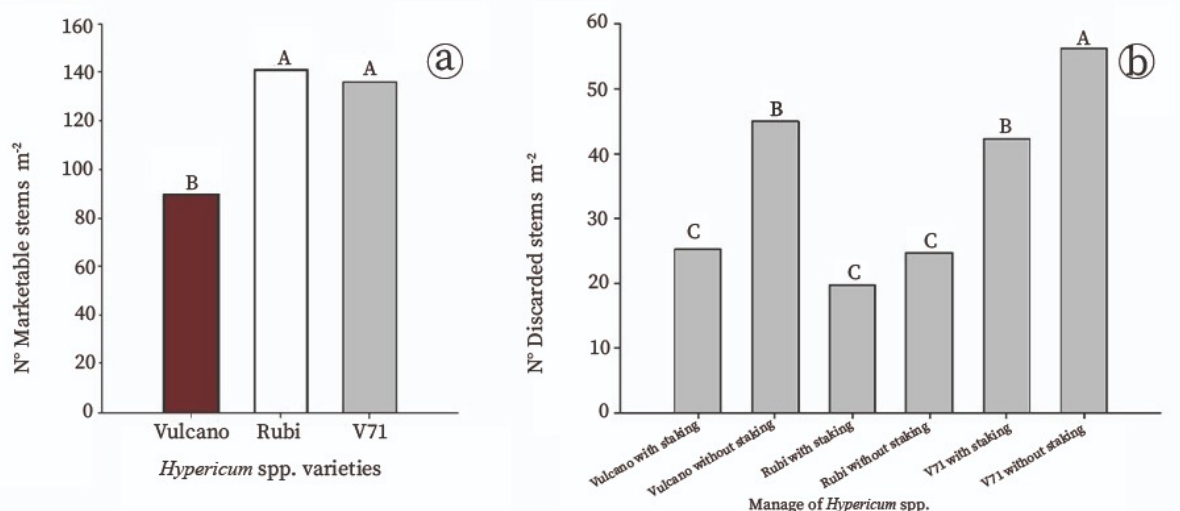 N° Marketable stems m-2
160
140
120
100
80
60
40
20
0
B
A
A
a
Vulcano
Rubi
V71
Hypericum spp. varieties
N° Discarded stems m-2
60
50
40
30
20
10
0
C
B
C
C
B
A
b
Vulcano with staking
Vulcano without staking
Rubi with staking
Rubi without staking
V71 with staking
V71 without staking
Manage of Hypericum spp.